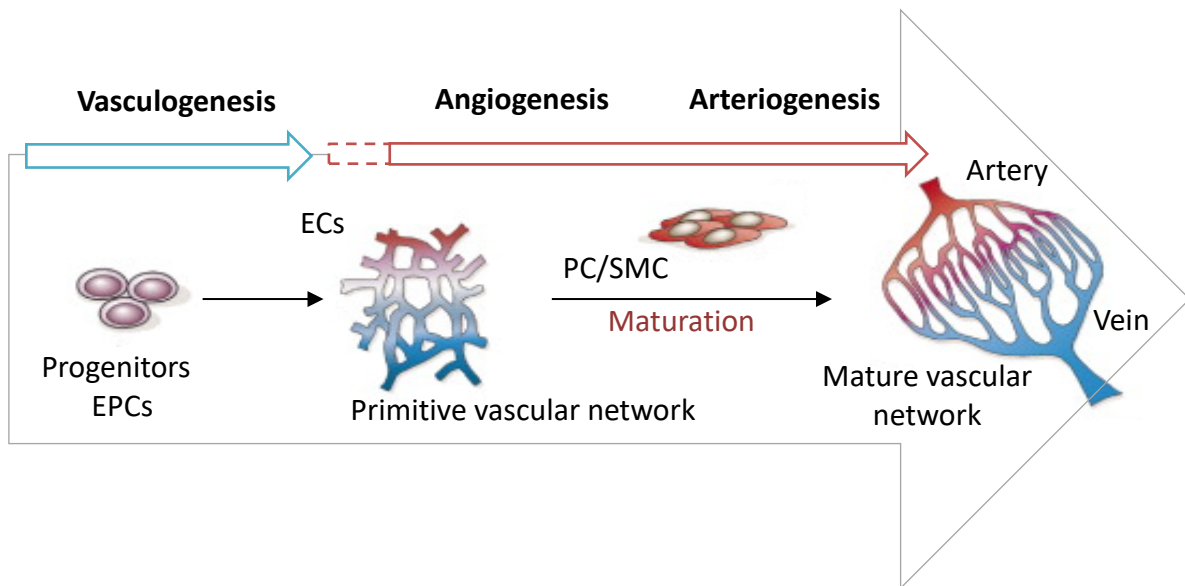 Vasculogenesis
Angiogenesis
Arteriogenesis
Artery
ECs
PC/SMC
Maturation
Vein
Progenitors
EPCs
Primitive vascular network
Mature vascular
network